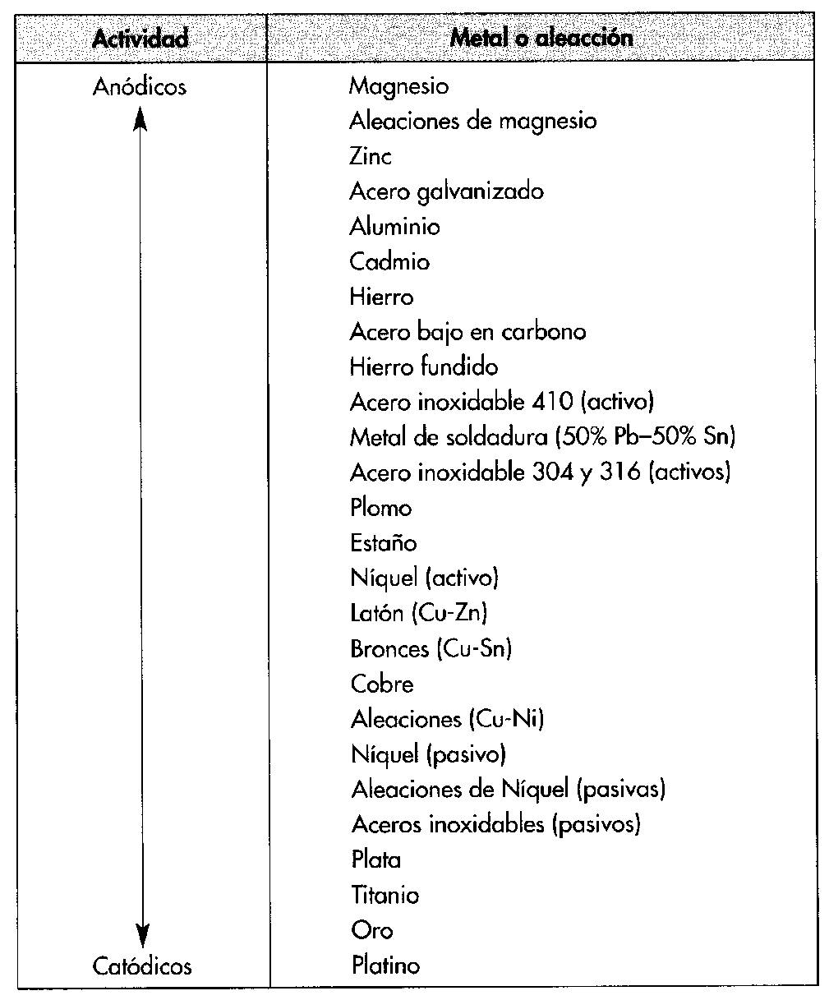 Actividad Metal o aleacción
Anódicos Magnesio
Aleaciones de magnesio
Zinc
Acero galvanizado
Aluminio
Cadmio
Hierro
Acero bajo en carbono
Hierro fundido
Acero inoxidable 410 (activo)
Metal de soldadura (50% Pb–50% Sn)
Acero inoxidable 304 y 316 (activos)
Plomo
Estaño
Níquel (activo)
Latón (Cu-Zn)
Bronces (Cu-Sn)
Cobre
Aleaciones (Cu-Ni)
Níquel (pasivo)
Aleaciones de Níquel (pasivas)
Aceros inoxidables (pasivos)
Plata
Titanio
Oro
Catódicos Platino